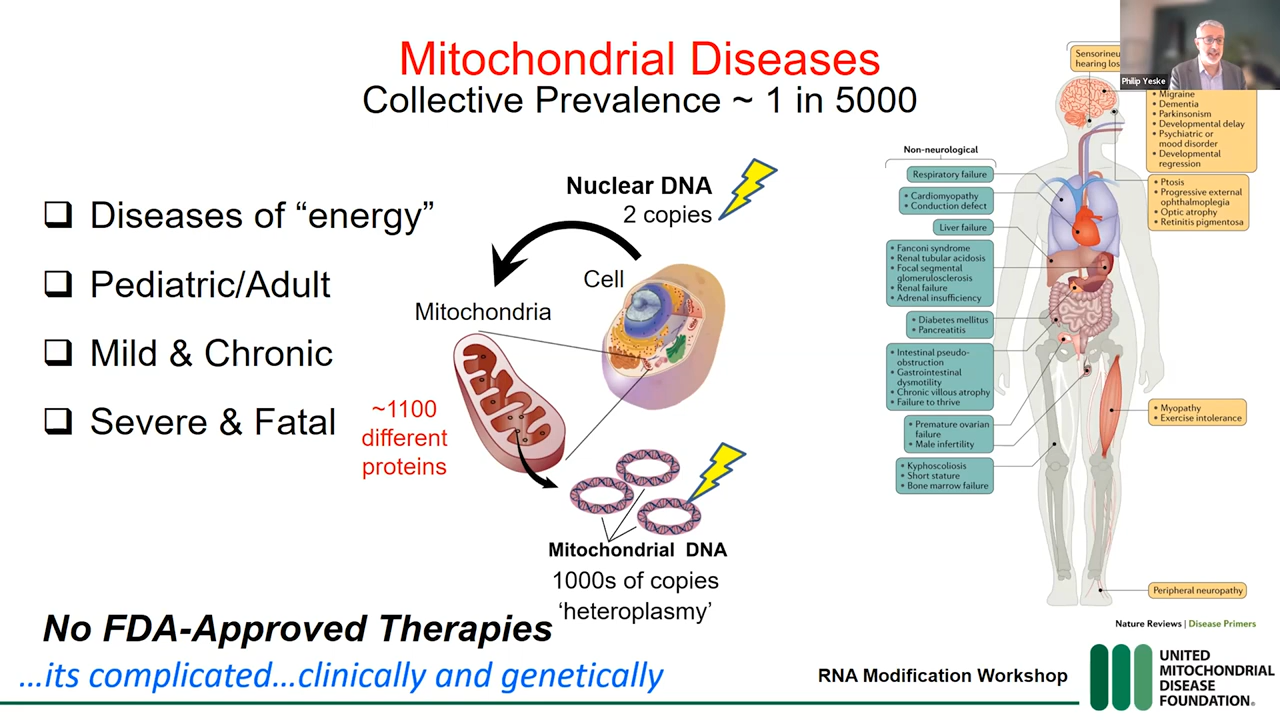 Mitochondrial Diseases
Collective Prevalence ~ 1 in 5000
❑ Diseases of “energy”
❑ Pediatric/Adult
❑ Mild & Chronic
❑ Severe & Fatal
Nuclear DNA
2 copies
Cell
Mitochondria
~1100
different
proteins
Mitochondrial DNA
1000s of copies
‘heteroplasmy’
No FDA-Approved Therapies
...its complicated...clinically and genetically
Non-neurological
Respiratory failure
• Cardiomyopathy
• Conduction defect
Liver failure
• Fanconi syndrome
• Renal tubular acidosis
• Focal segmental
glomerulosclerosis
• Renal failure
• Adrenal insufficiency
• Diabetes mellitus
• Pancreatitis
• Intestinal pseudo-
obstruction
• Gastrointestinal
dysmotility
• Chronic villous atrophy
• Failure to thrive
• Premature ovarian
failure
• Male infertility
• Kyphoscoliosis
• Short stature
• Bone marrow failure
hearing
Philip Yeske
• Migraine
• Dementia
• Parkinsonism
• Developmental delay
• Psychiatric or
mood disorder
• Developmental
regression
• Ptosis
• Progressive external
ophthalmoplegia
• Optic atrophy
• Retinitis pigmentosa
• Myopathy
• Exercise intolerance
Peripheral neuropathy
Nature Reviews | Disease Primers
RNA Modification Workshop
UNITED
MITOCHONDRIAL
DISEASE
FOUNDATION®